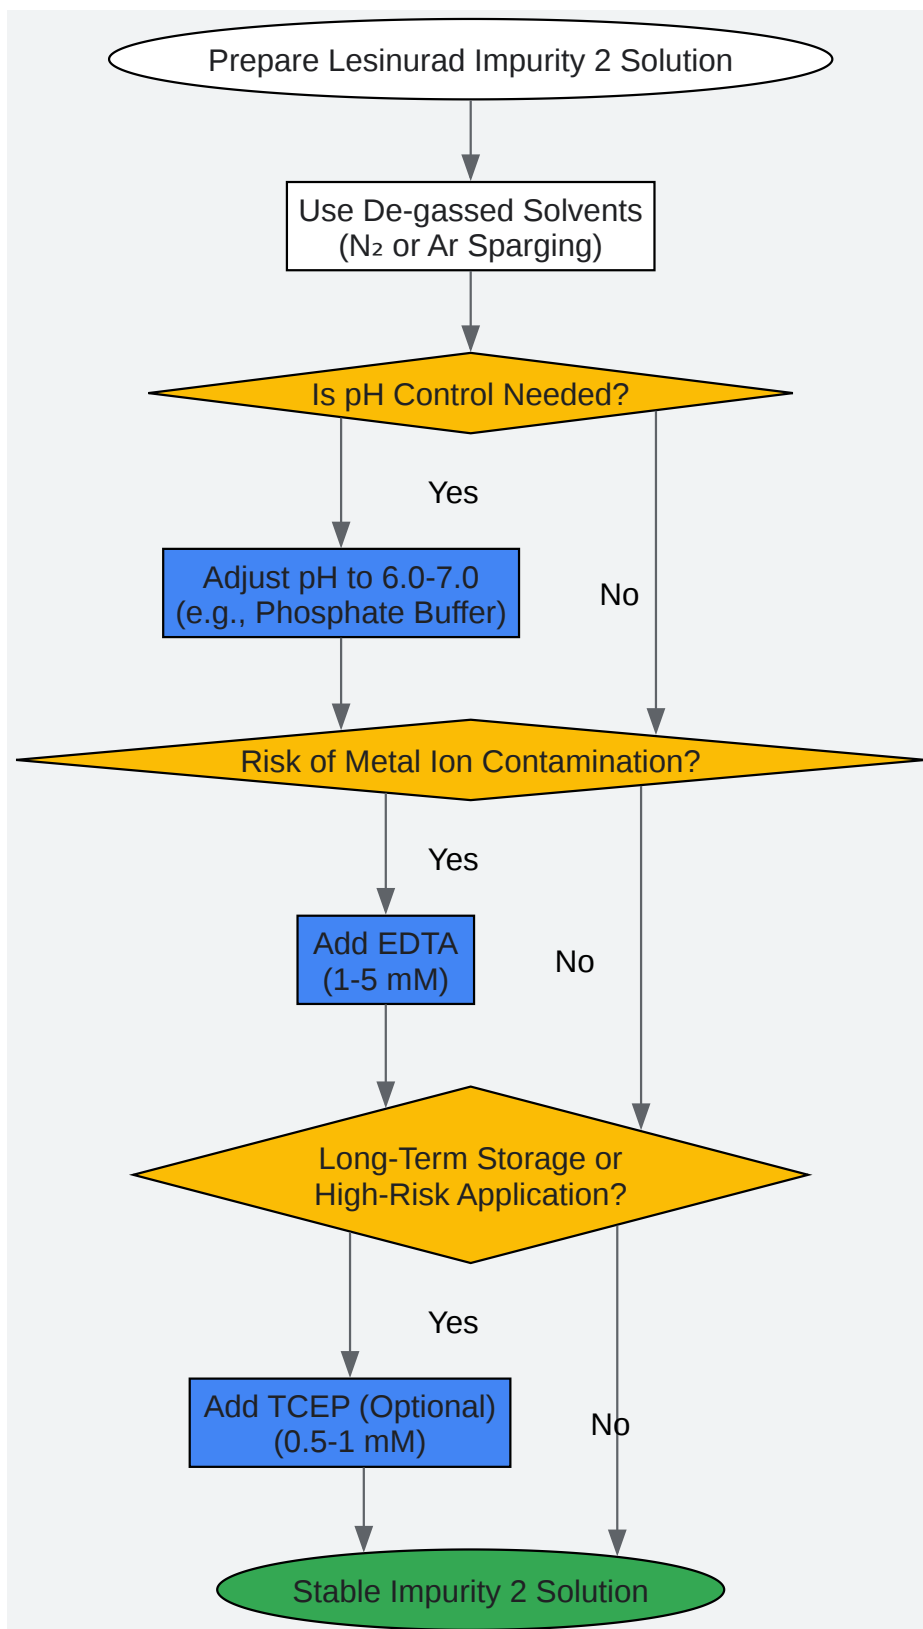 Prepare Lesinurad Impurity 2 Solution
Use De-gassed Solvents
(N₂ or Ar Sparging)
Is pH Control Needed?
Yes
Adjust pH to 6.0-7.0
(e.g., Phosphate Buffer)
No
Risk of Metal Ion Contamination?
Yes
Add EDTA
(1-5 mM)
No
Long-Term Storage or
High-Risk Application?
Yes
Add TCEP (Optional)
(0.5-1 mM)
No
Stable Impurity 2 Solution